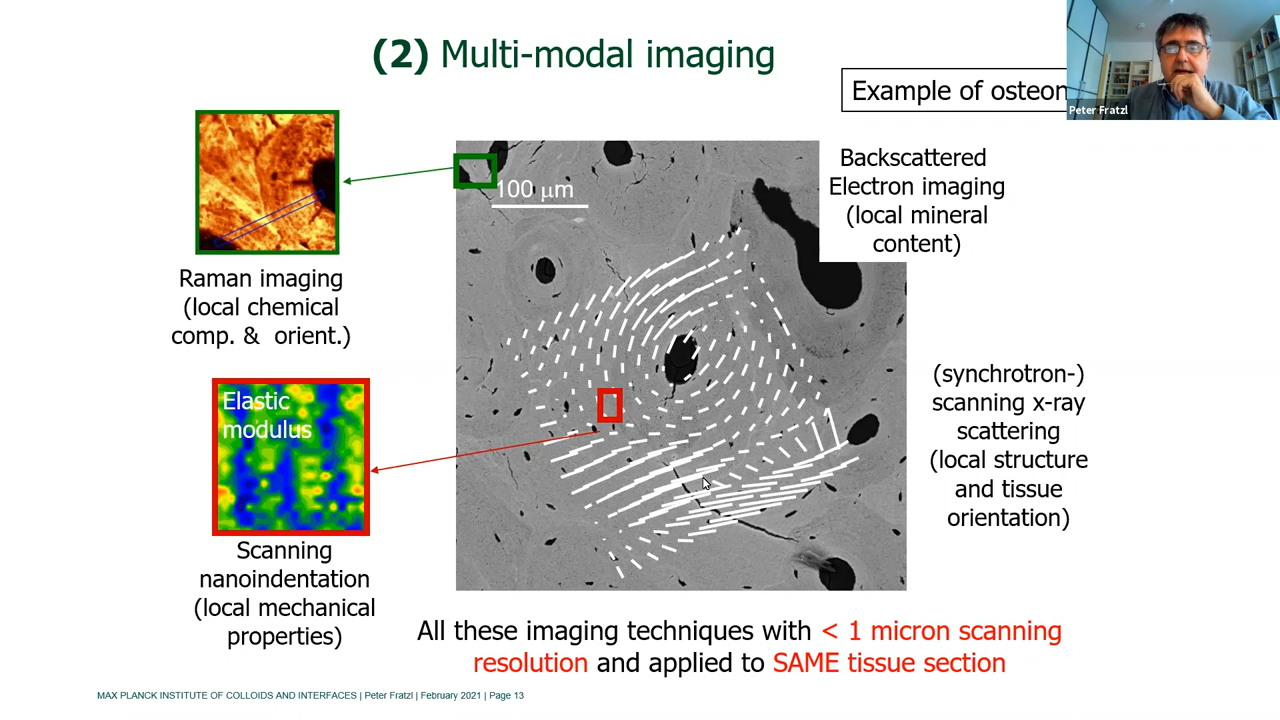 (2) Multi-modal imaging
Example of osteon
Peter Fratzl
100 μm
Backscattered
Electron imaging
(local mineral
content)
Raman imaging
(local chemical
comp. & orient.)
(synchrotron-)
scanning x-ray
scattering
(local structure
and tissue
orientation)
Elastic
modulus
Scanning
nanoindentation
(local mechanical
properties)
All these imaging techniques with < 1 micron scanning
resolution and applied to SAME tissue section
MAX PLANCK INSTITUTE OF COLLOIDS AND INTERFACES | Peter Fratzl | February 2021 | Page 13